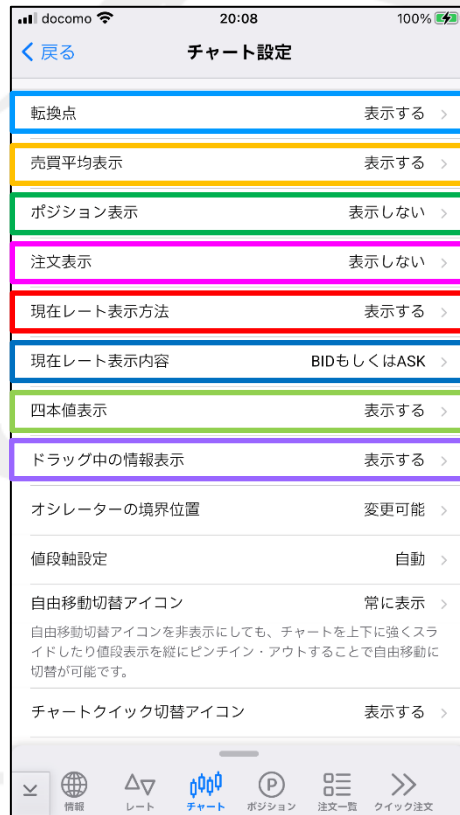 docomo 20:08 100%
戻る チャート設定
転換点 表示する
売買平均表示 表示する
ポジション表示 表示しない
注文表示 表示しない
現在レート表示方法 表示する
現在レート表示内容 BIDもしくはASK
四本値表示 表示する
ドラッグ中の情報表示 表示する
オシレーターの境界位置 変更可能
値段軸設定 自動
自由移動切替アイコン 常に表示
自由移動切替アイコンを非表示にしても、チャートを上下に強くスラ
イドしたり値段表示を縦にピンチイン・アウトすることで自由移動に
切替が可能です。
チャートクイック切替アイコン 表示する
P
情報 レート チャート ポジション 注文一覧 クイック注文